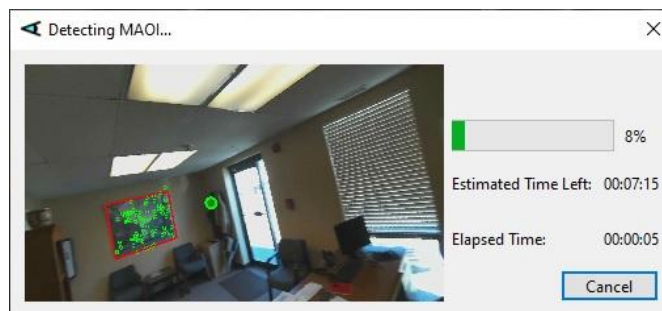 Detecting MAOI...
8%
Estimated Time Left: 00:07:15
Elapsed Time: 00:00:05
Cancel